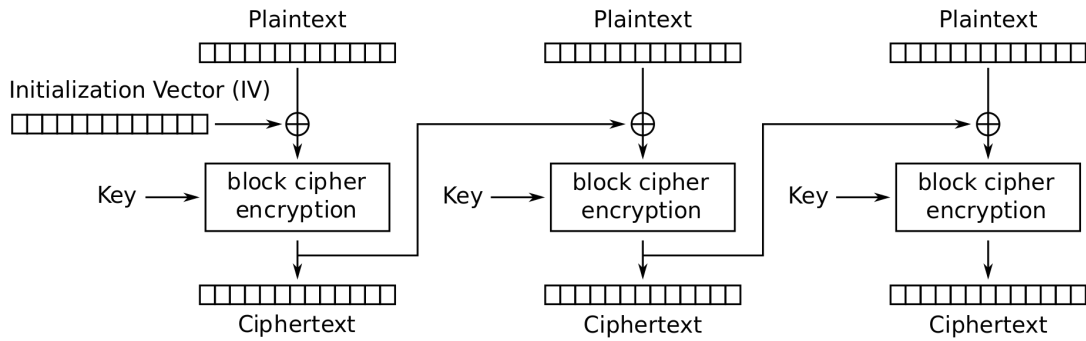 Plaintext
Plaintext
Plaintext
Initialization Vector (IV)
Key
block cipher
encryption
Key
block cipher
encryption
Key
block cipher
encryption
Ciphertext
Ciphertext
Ciphertext